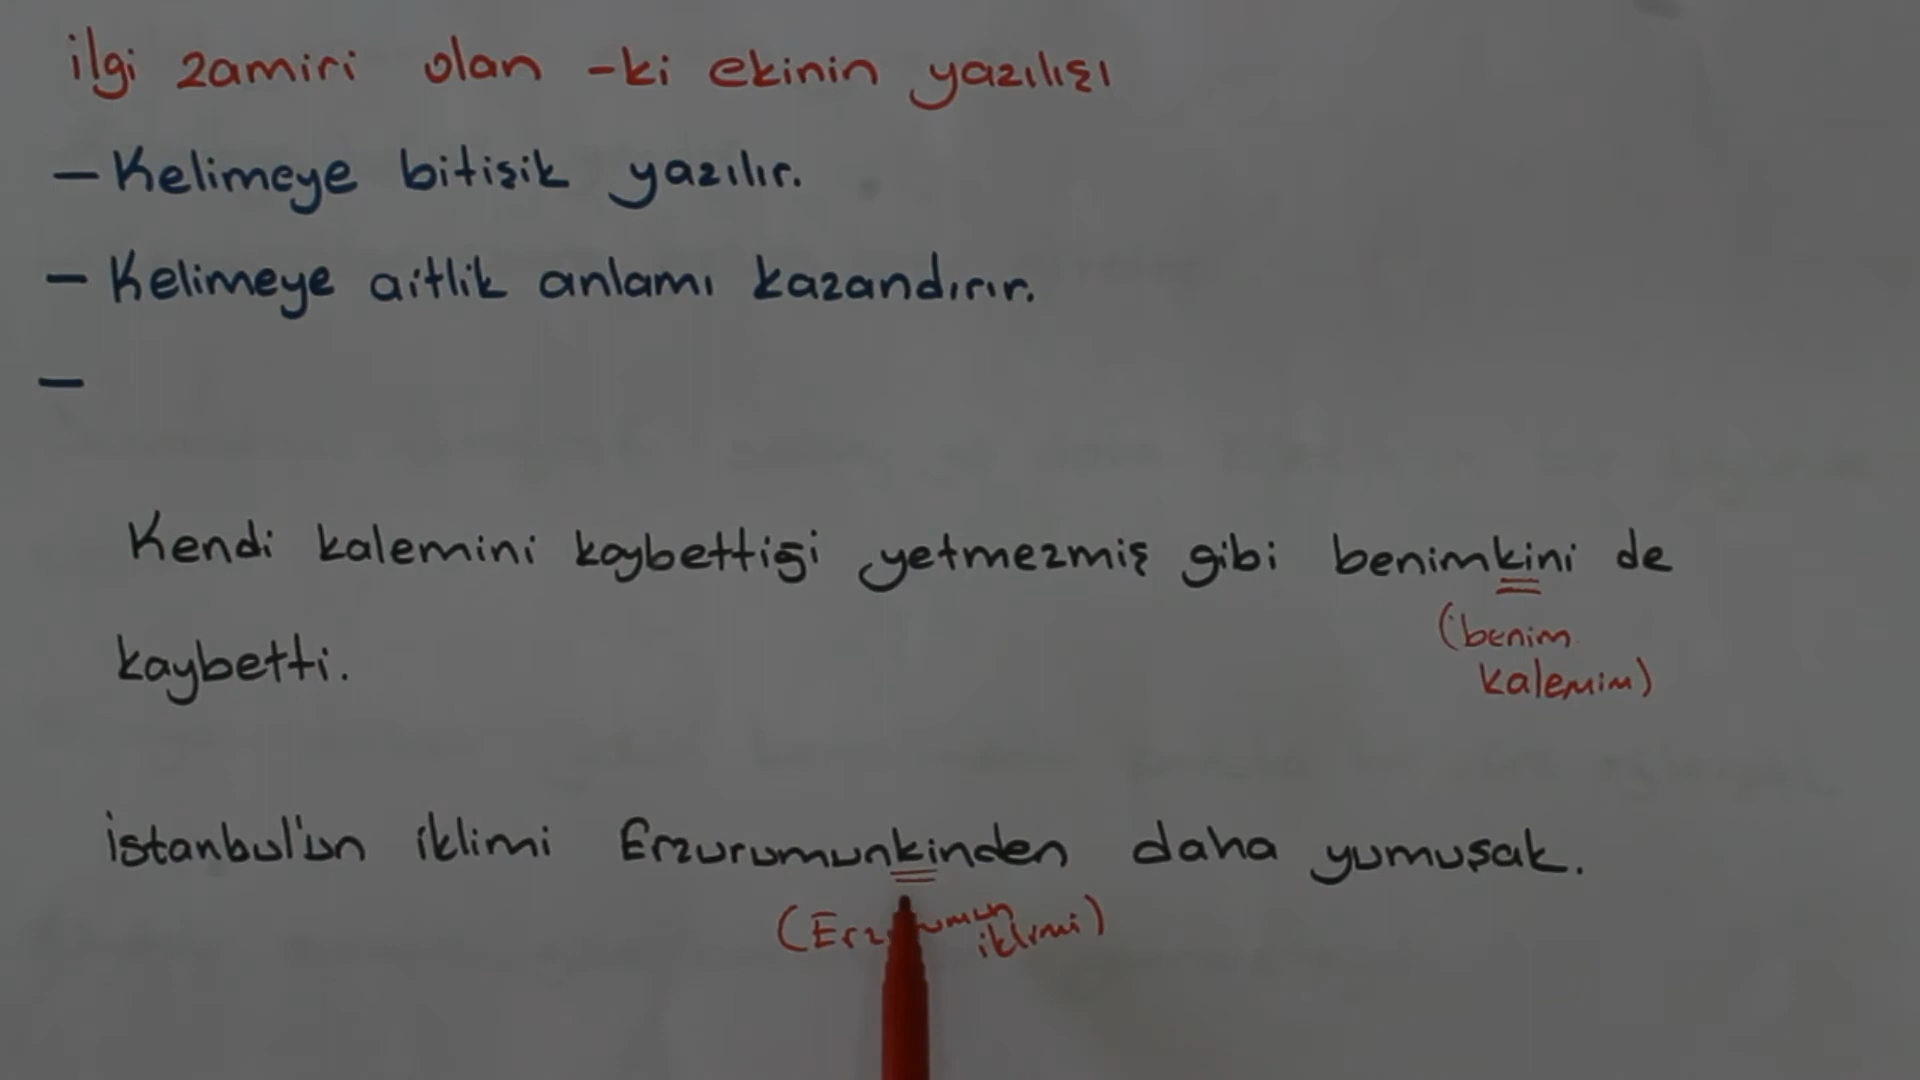 ilgi zamiri olan -ki ekinin yazılışı
- Kelimeye bitişik yazılır.
- Kelimeye aitlik anlamı kazandırır.
-
Kendi kalemini kaybettiği yetmezmiş gibi benimkini de
(benim
kalemim)
kaybetti.
İstanbul'un iklimi Erzurumunkinden daha yumuşak.
iklimi)